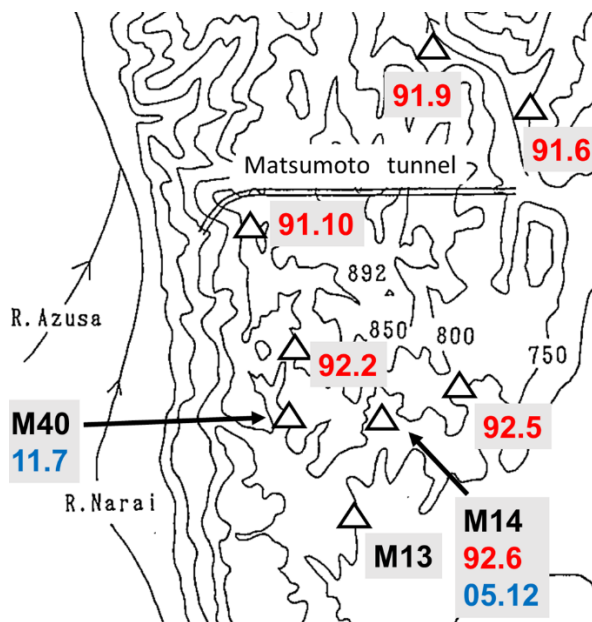 91.9
91.6
Matsumoto tunnel
91.10
892
R.Azusa
850
800
750
92.2
M40
11.7
92.5
R.Narai
M14
92.6
05.12
M13